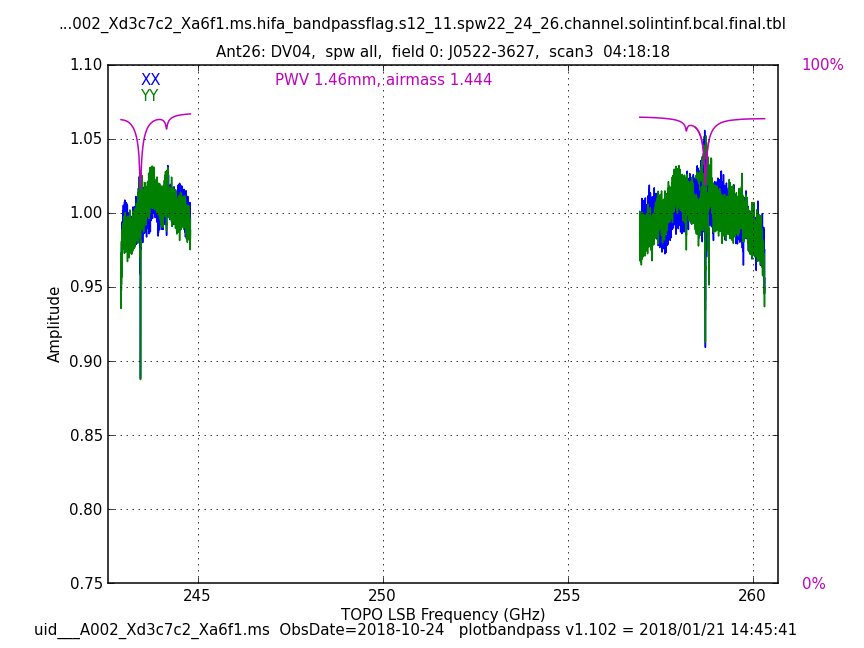 ...002_Xd3c7c2_Xa6f1.ms.hifa_bandpassflag.s12_11.spw22_24_26.channel.solintinf.bcal.final.tbl
Ant26: DV04,  spw all,  field 0: J0522-3627,  scan3  04:18:18
1.10
100%
XX
PWV 1.46mm, airmass 1.444
YY
1.05
1.00
0.95
Amplitude
0.90
0.85
0.80
0.75
0%
245
250
255
260
TOPO LSB Frequency (GHz)
uid___A002_Xd3c7c2_Xa6f1.ms  ObsDate=2018-10-24   plotbandpass v1.102 = 2018/01/21 14:45:41